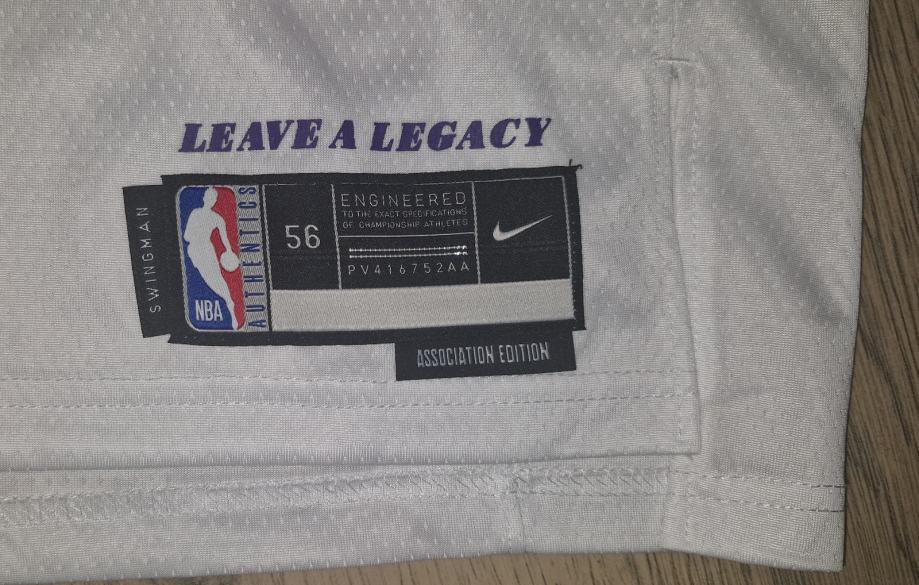 LEAVE A LEGACY
SWINGMAN
NBA
AUTHENTICS
56
ENGINEERED
TO THE EXACT SPECIFICATIONS
OF CHAMPIONSHIP ATHLETES
PV416752AA
ASSOCIATION EDITION